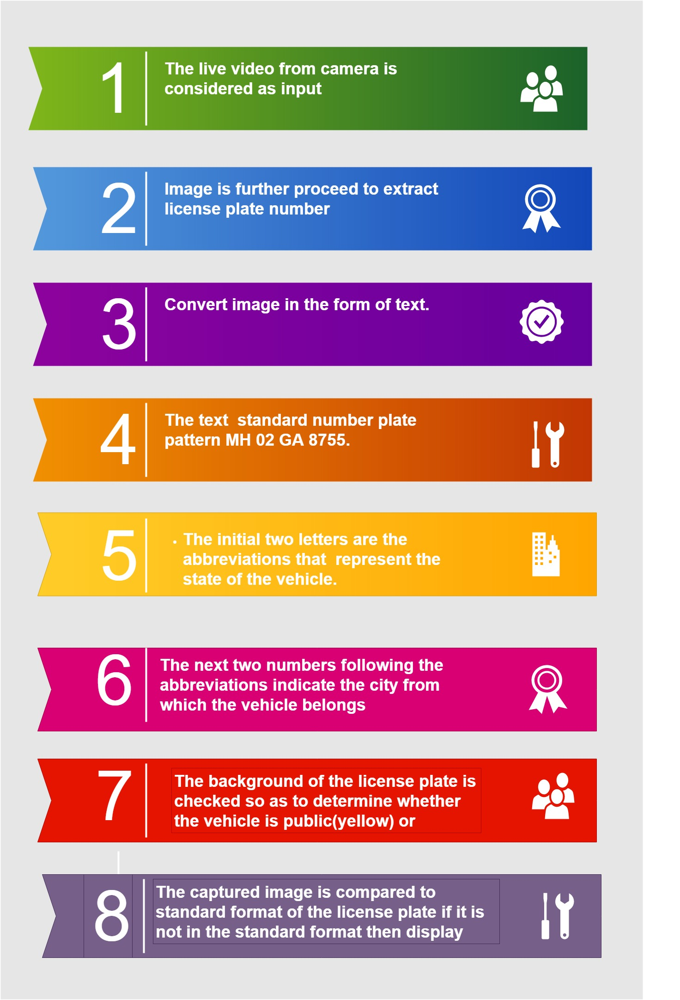 1
The live video from camera is
considered as input
2
Image is further proceed to extract
license plate number
3
Convert image in the form of text.
4
The text  standard number plate
pattern MH 02 GA 8755.
5
• The initial two letters are the
abbreviations that  represent the
state of the vehicle.
6
The next two numbers following the
abbreviations indicate the city from
which the vehicle belongs
7
The background of the license plate is
checked so as to determine whether
the vehicle is public(yellow) or
8
The captured image is compared to
standard format of the license plate if it is
not in the standard format then display